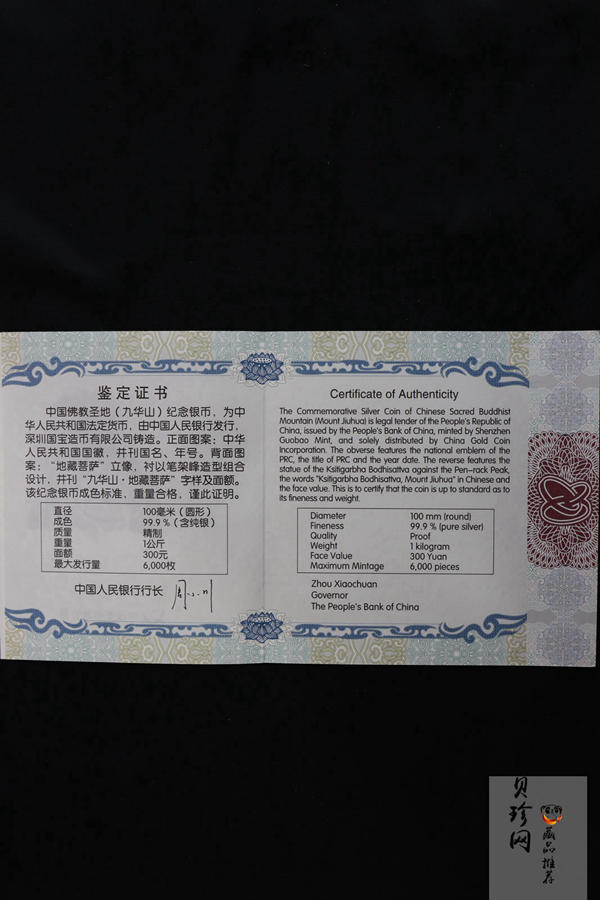 鉴定证书
中国佛教圣地（九华山）纪念银币，为中
华人民共和国法定货币，由中国人民银行发行，
深圳国宝造币有限公司铸造。正面图案：中华
人民共和国国徽，并刊国名、年号。背面图
案：“地藏菩萨”立像，衬以笔架峰造型组合
设计，并刊“九华山·地藏菩萨”字样及面额。
该纪念银币成色标准，重量合格，谨此证明。
直径 100毫米（圆形）
成色 99.9%（含纯银）
质量 精制
重量 1公斤
面额 300元
最大发行量 6,000枚
中国人民银行行长 周小川
Certificate of Authenticity
The Commemorative Silver Coin of Chinese Sacred Buddhist
Mountain (Mount Jiuhua) is legal tender of the People's Republic of
China, issued by the People's Bank of China, minted by Shenzhen
Guobao Mint, and solely distributed by China Gold Coin
Incorporation. The obverse features the national emblem of the
PRC, the title of PRC and the year date. The reverse features the
statue of the Ksitigarbha Bodhisattva against the Pen-rack Peak,
the words "Ksitigarbha Bodhisattva, Mount Jiuhua" in Chinese and
the face value. This is to certify that the coin is up to standard as to
its fineness and weight.
Diameter 100 mm (round)
Fineness 99.9 % (pure silver)
Quality Proof
Weight 1 kilogram
Face Value 300 Yuan
Maximum Mintage 6,000 pieces
Zhou Xiaochuan
Governor
The People's Bank of China
贝珍网
藏品推荐